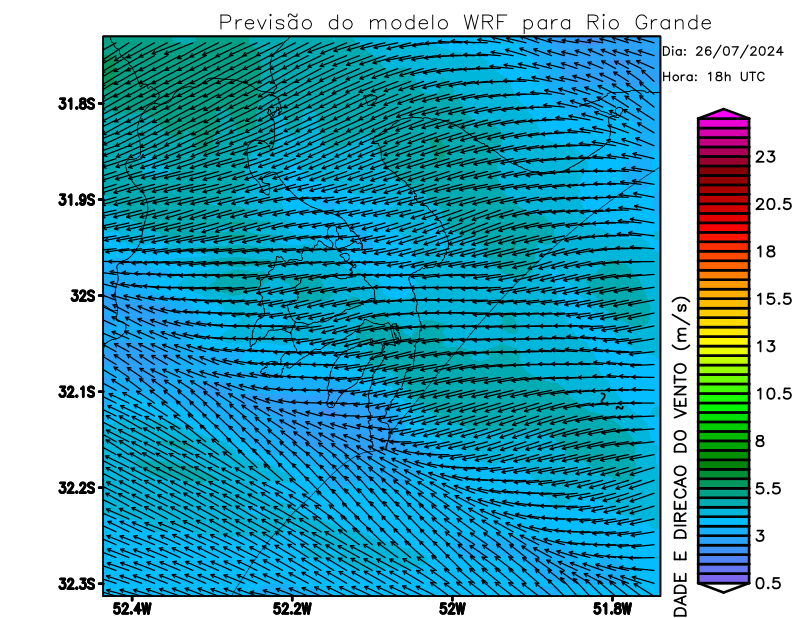 Previsão do modelo WRF para Rio Grande
Dia: 26/07/2024
Hora: 18h UTC
31.8S
31.9S
32S
32.1S
32.2S
32.3S
52.4W
52.2W
52W
51.8W
23
20.5
18
15.5
13
10.5
8
5.5
3
0.5
DADE E DIRECAO DO VENTO (m/s)